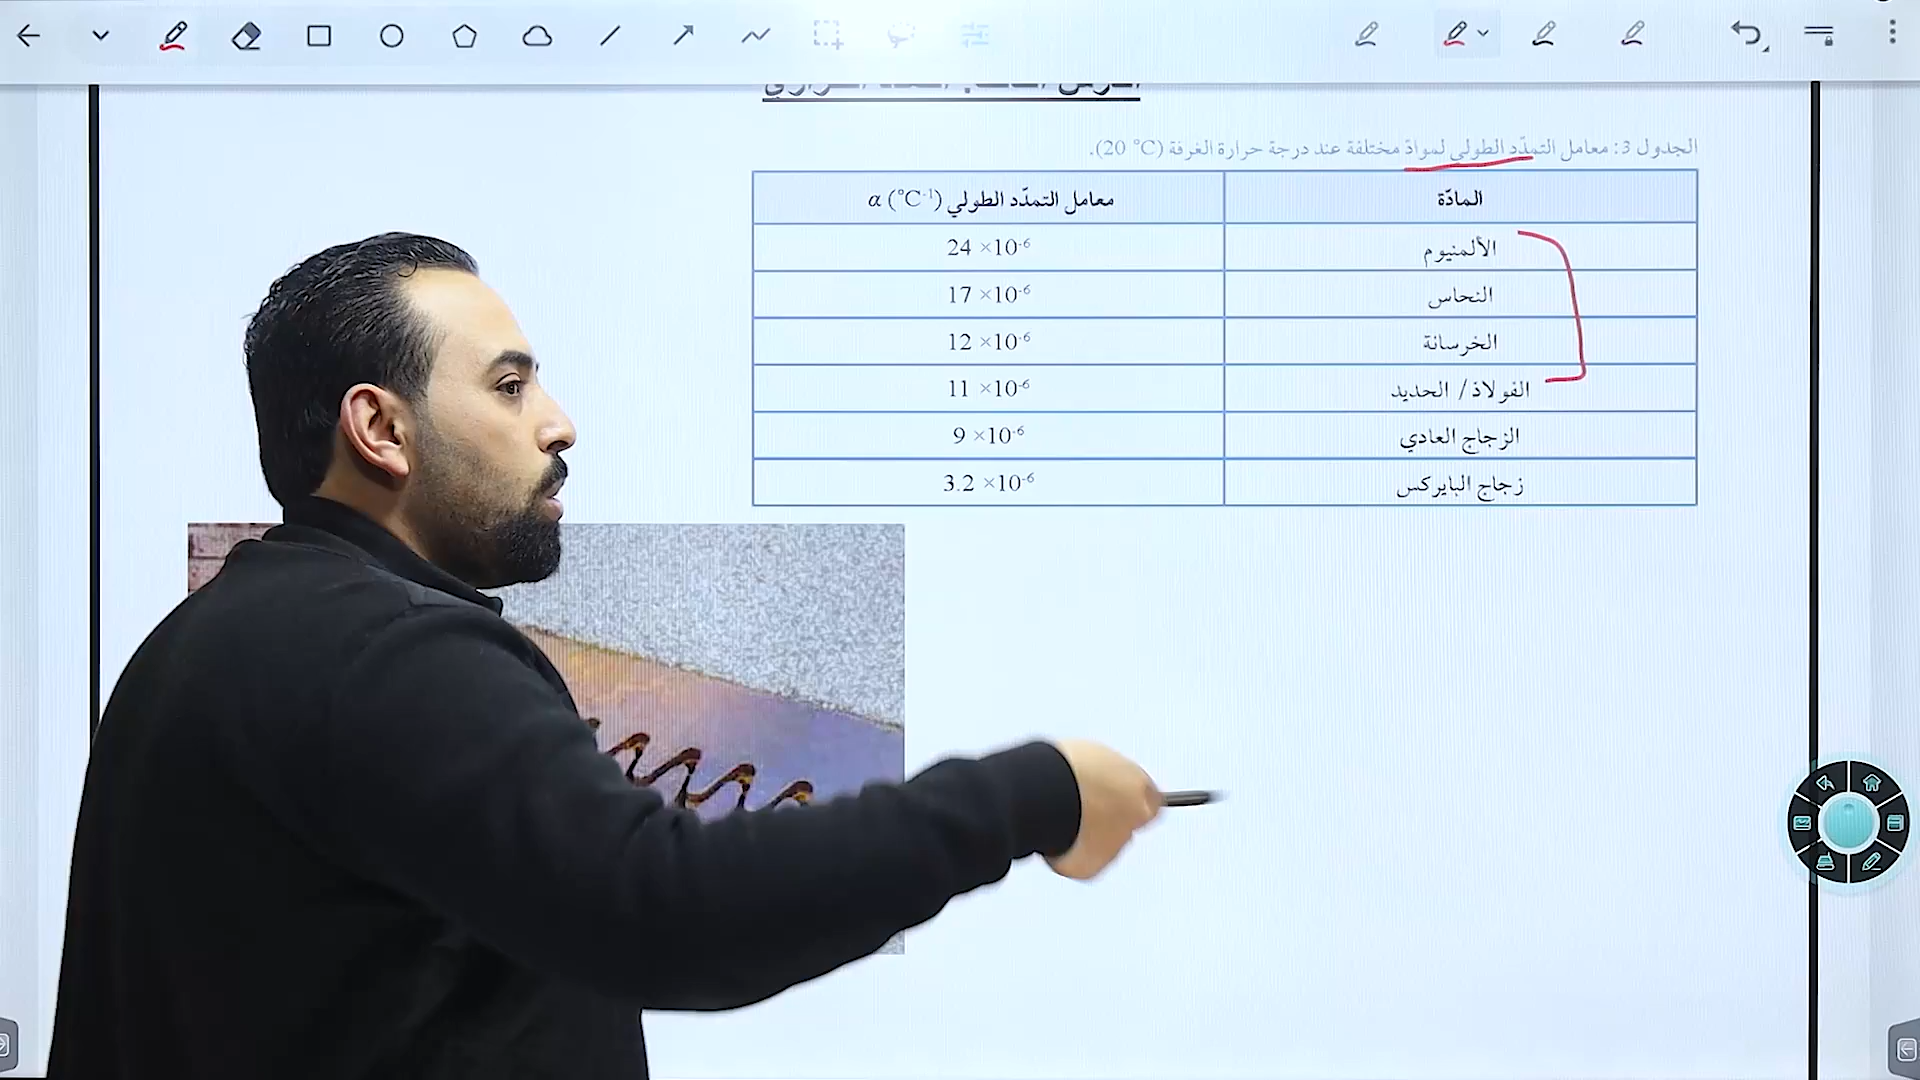 الجدول 3: معامل التمدّد الطولي لموادّ مختلفة عند درجة حرارة الغرفة (20 °C).
المادّة	معامل التمدّد الطولي α (°C⁻¹)
الألمنيوم	24 ×10⁻⁶
النحاس	17 ×10⁻⁶
الخرسانة	12 ×10⁻⁶
الفولاذ/ الحديد	11 ×10⁻⁶
الزجاج العادي	9 ×10⁻⁶
زجاج البايركس	3.2 ×10⁻⁶